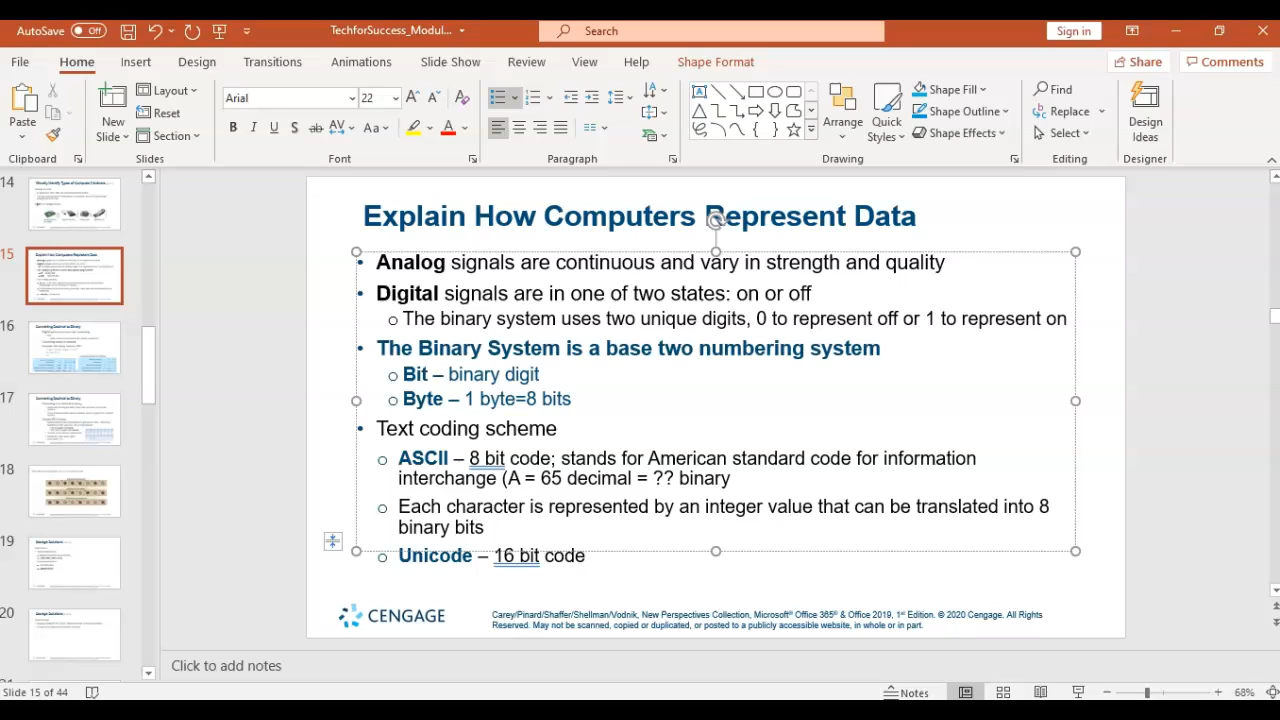 AutoSave Off TechforSuccess_Modul... Search Sign in
File Home Insert Design Transitions Animations Slide Show Review View Help Shape Format Share Comments
Paste New Slide Layout Reset Section Arial 22 Arrange Quick Styles Shape Fill Shape Outline Shape Effects Find Replace Select Design Ideas
Clipboard Slides Font Paragraph Drawing Editing Designer
14
15
16
17
18
19
20
Explain How Computers Represent Data
• Analog signals are continuous and vary in strength and quality
• Digital signals are in one of two states: on or off
o The binary system uses two unique digits, 0 to represent off or 1 to represent on
• The Binary system is a base two numbering system
o Bit – binary digit
o Byte – 1 byte=8 bits
• Text coding scheme
o ASCII – 8 bit code; stands for American standard code for information
interchange (A = 65 decimal = ?? binary
o Each character is represented by an integer value that can be translated into 8
binary bits
o Unicode – 16 bit code
CENGAGE
Carey/Pinard/Shaffer/Shellman/Vodnik, New Perspectives Collection, Microsoft® Office 365® & Office 2019, 1st Edition. © 2020 Cengage. All Rights
Reserved. May not be scanned, copied or duplicated, or posted to a publicly accessible website, in whole or in part.
Click to add notes
Slide 15 of 44 Notes 68%